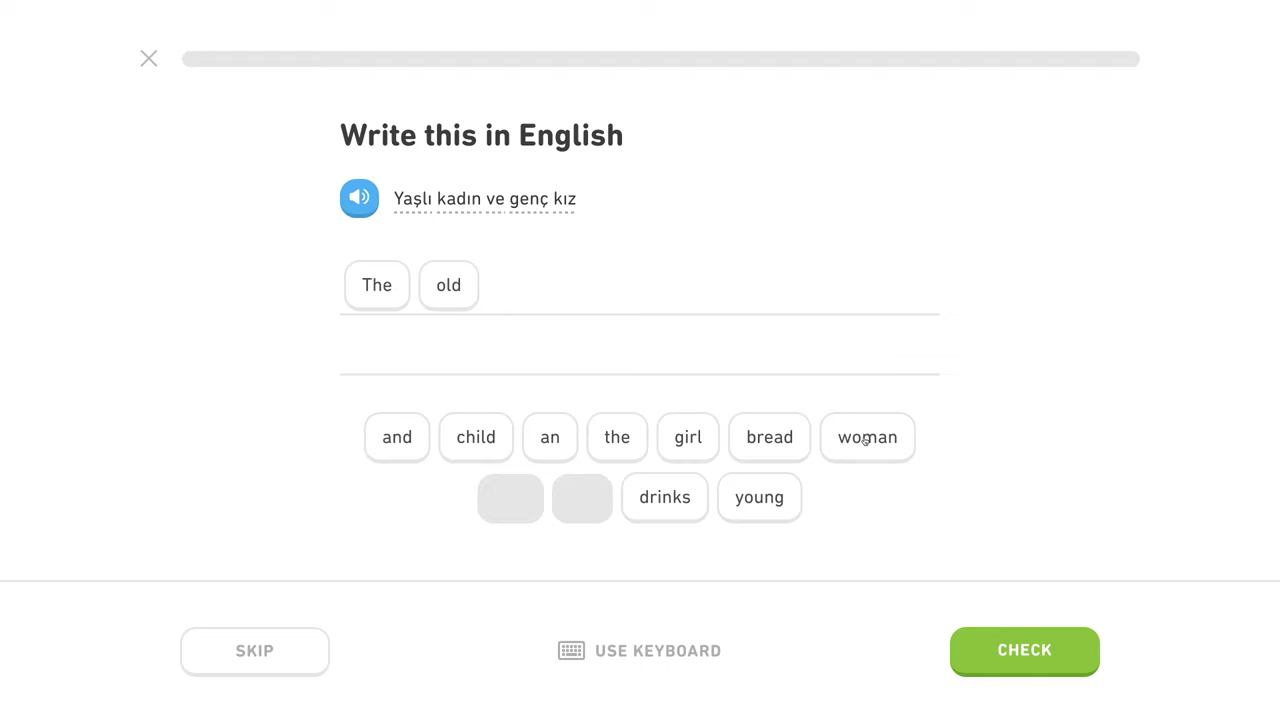 Write this in English
Yaşlı kadın ve genç kız
The old
and child an the girl bread woman
drinks young
SKIP USE KEYBOARD CHECK